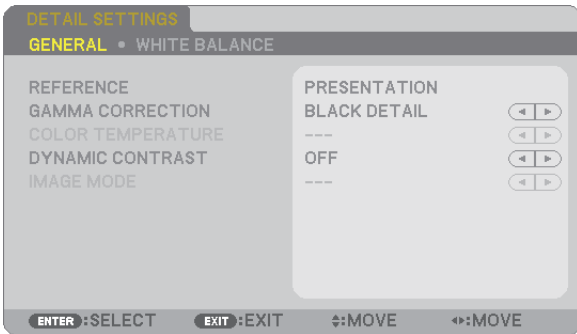 DETAIL SETTINGS
GENERAL • WHITE BALANCE
REFERENCE PRESENTATION
GAMMA CORRECTION BLACK DETAIL
COLOR TEMPERATURE ---
DYNAMIC CONTRAST OFF
IMAGE MODE ---
ENTER :SELECT EXIT :EXIT :MOVE :MOVE